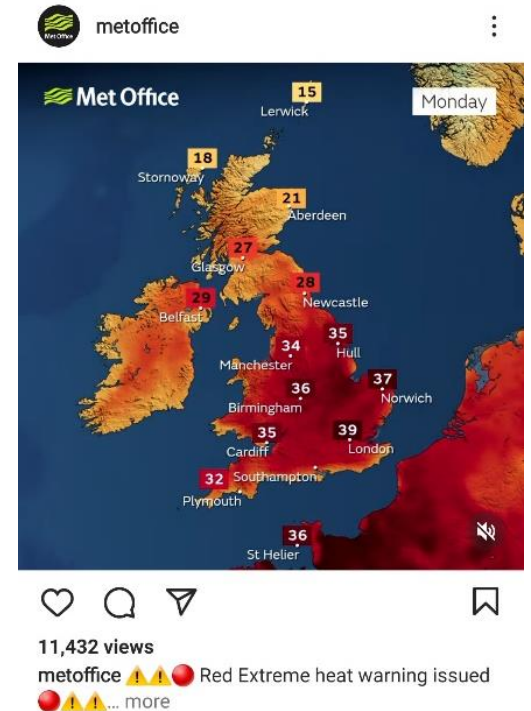 metoffice
Met Office
Monday
15
Lerwick
18
Stornoway
21
Aberdeen
27
Glasgow
28
Newcastle
29
Belfast
35
Hull
34
Manchester
37
Norwich
36
Birmingham
39
London
35
Cardiff
Southampton
32
Plymouth
36
St Helier
11,432 views
metoffice ⚠️⚠️🔴 Red Extreme heat warning issued
🔴⚠️⚠️... more